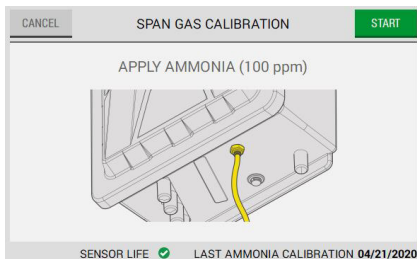 CANCEL SPAN GAS CALIBRATION START
APPLY AMMONIA (100 ppm)
SENSOR LIFE LAST AMMONIA CALIBRATION 04/21/2020